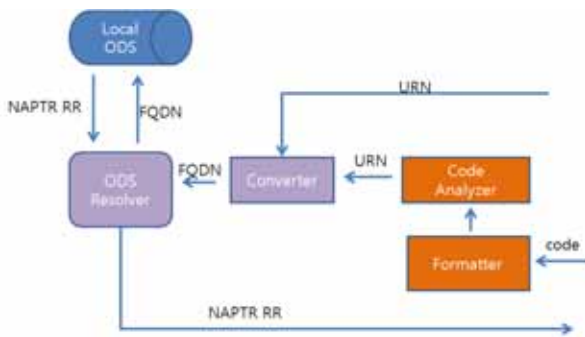 Local
ODS
URN
NAPTR RR
FQDN
ODS
Resolver
FQDN
Converter
URN
Code
Analyzer
Formatter
code
NAPTR RR